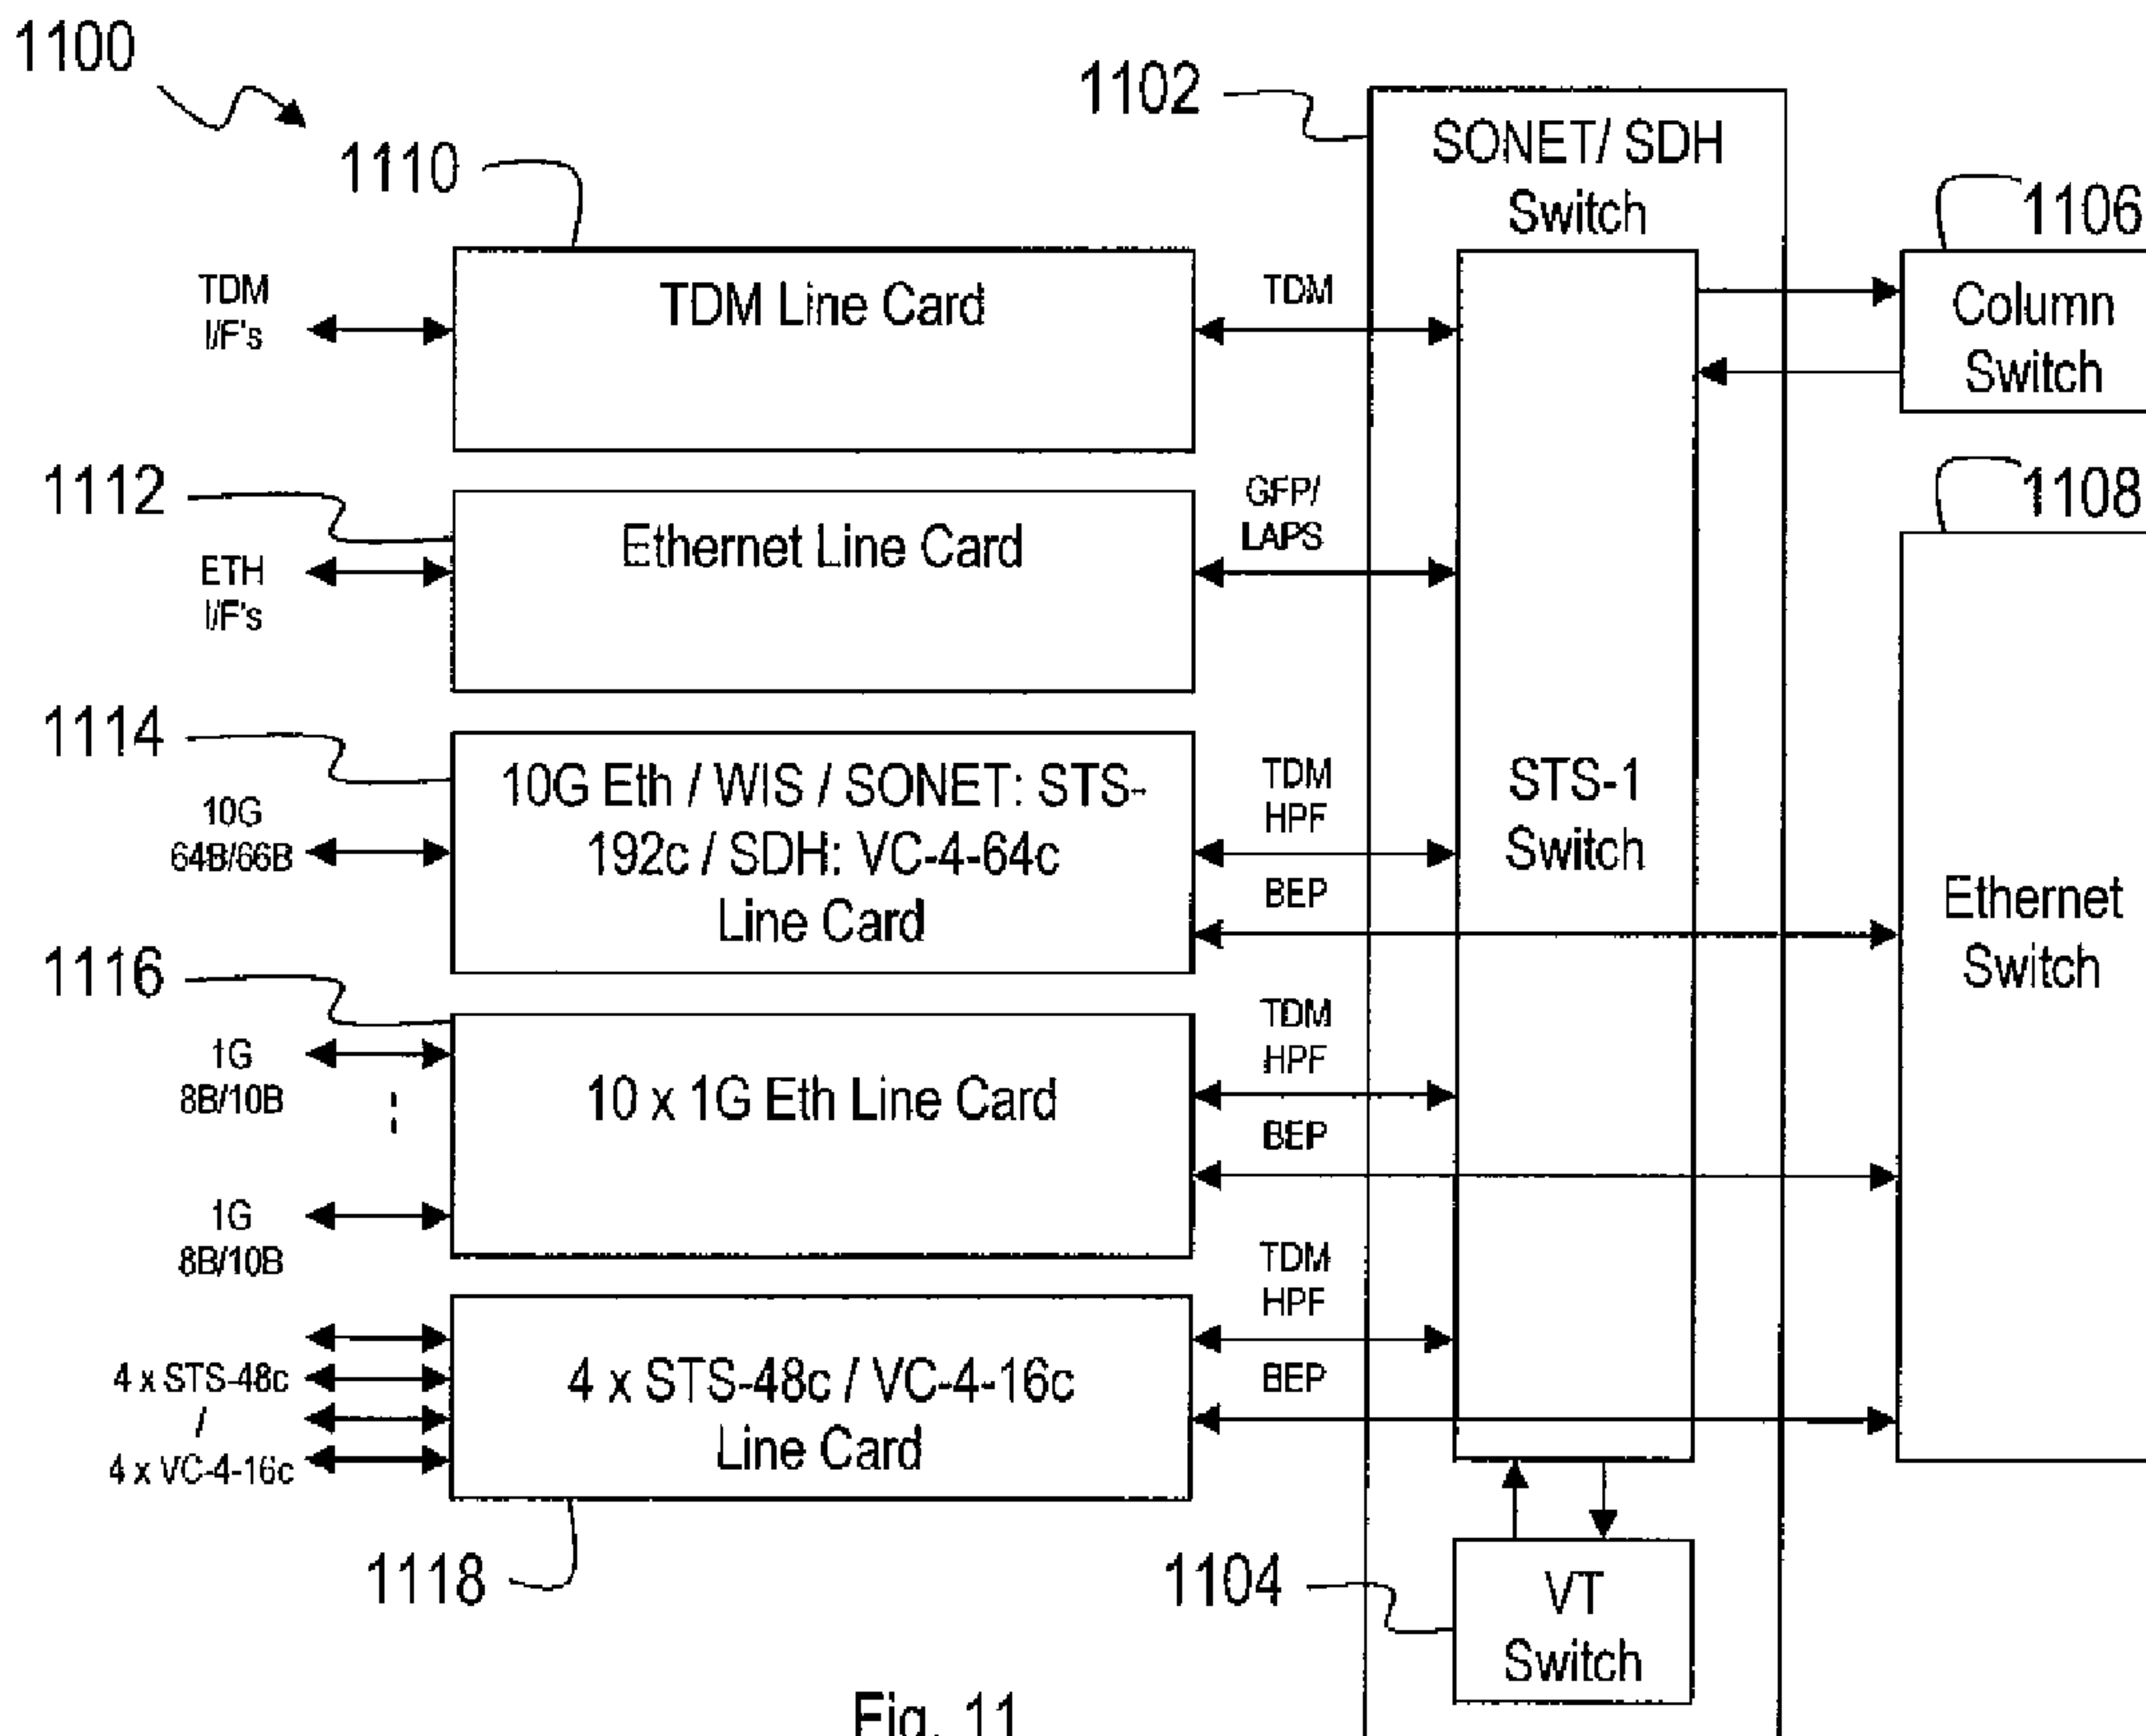 1100
1102
SONET/ SDH
Switch
1110
1106
TDM
I/F's
TDM Line Card
TDM
Column
Switch
1112
GFP/
LAPS
1108
ETH
I/F's
Ethernet Line Card
1114
10G
64B/66B
10G Eth / WIS / SONET: STS-
192c / SDH: VC-4-64c
Line Card
TDM
HPF
BEP
STS-1
Switch
Ethernet
Switch
1116
1G
8B/10B
10 x 1G Eth Line Card
TDM
HPF
BEP
1G
8B/10B
TDM
HPF
BEP
4 x STS-48c
/
4 x VC-4-16c
4 x STS-48c / VC-4-16c
Line Card
1118
1104
VT
Switch
Fig. 11